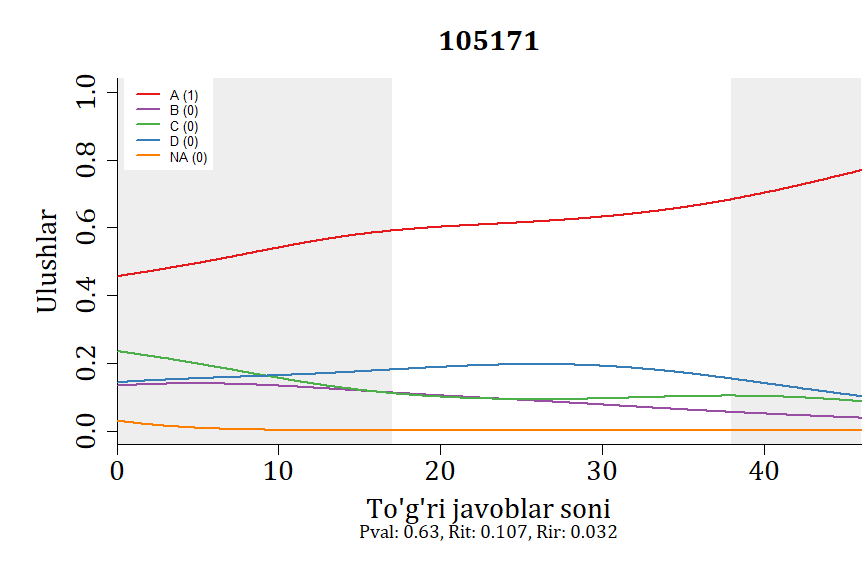 105171
A (1)
B (0)
C (0)
D (0)
NA (0)
Ulushlar
1.0
0.8
0.6
0.4
0.2
0.0
0 10 20 30 40
To'g'ri javoblar soni
Pval: 0.63, Rit: 0.107, Rir: 0.032